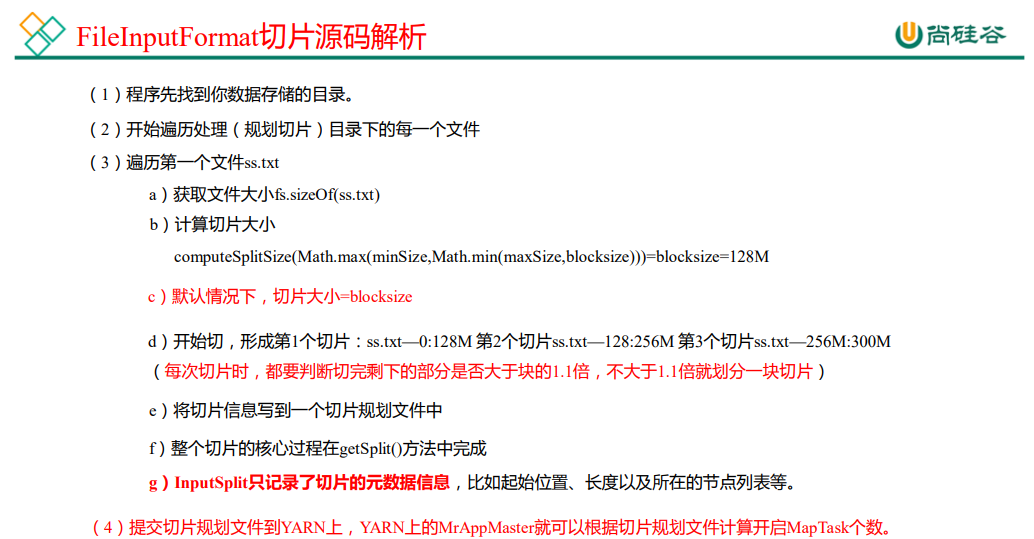 FileInputFormat切片源码解析
尚硅谷
（1）程序先找到你数据存储的目录。
（2）开始遍历处理（规划切片）目录下的每一个文件
（3）遍历第一个文件ss.txt
a）获取文件大小fs.sizeOf(ss.txt)
b）计算切片大小
computeSplitSize(Math.max(minSize,Math.min(maxSize,blocksize)))=blocksize=128M
c）默认情况下，切片大小=blocksize
d）开始切，形成第1个切片：ss.txt—0:128M 第2个切片ss.txt—128:256M 第3个切片ss.txt—256M:300M
（每次切片时，都要判断切完剩下的部分是否大于块的1.1倍，不大于1.1倍就划分一块切片）
e）将切片信息写到一个切片规划文件中
f）整个切片的核心过程在getSplit()方法中完成
g）InputSplit只记录了切片的元数据信息，比如起始位置、长度以及所在的节点列表等。
（4）提交切片规划文件到YARN上，YARN上的MrAppMaster就可以根据切片规划文件计算开启MapTask个数。